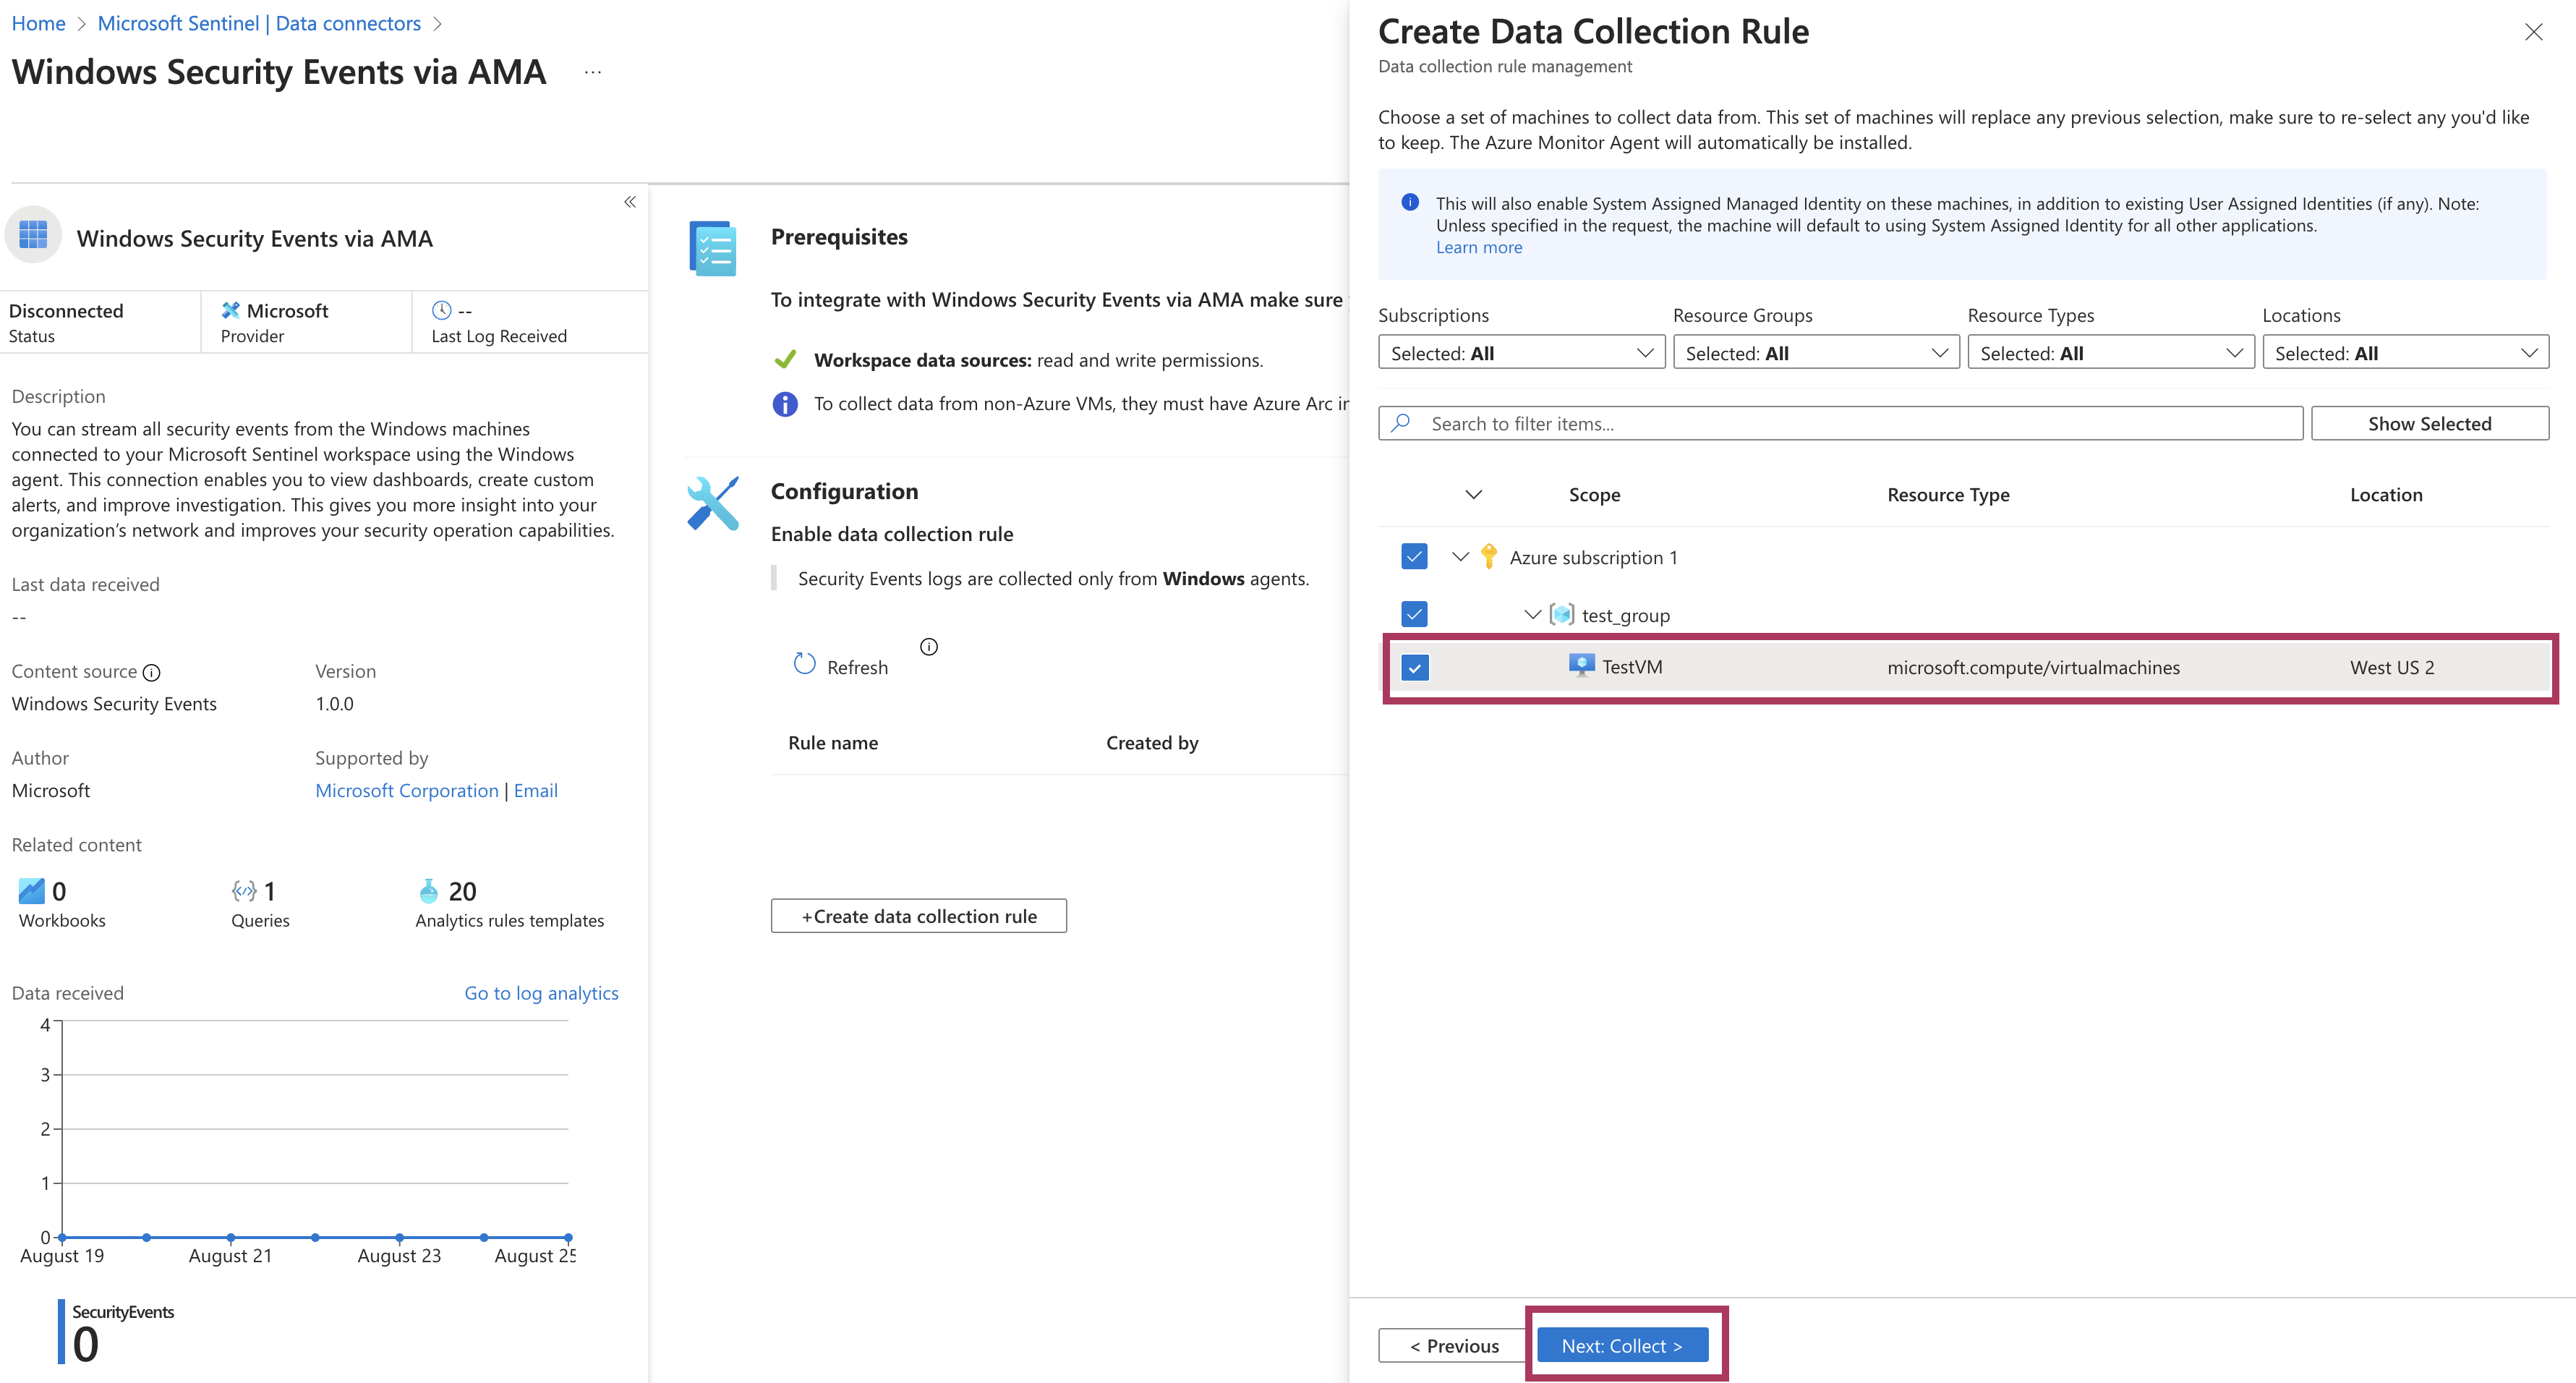 Home > Microsoft Sentinel | Data connectors >
Windows Security Events via AMA ...
Windows Security Events via AMA
Disconnected
Status
Microsoft
Provider
--
Last Log Received
Description
You can stream all security events from the Windows machines
connected to your Microsoft Sentinel workspace using the Windows
agent. This connection enables you to view dashboards, create custom
alerts, and improve investigation. This gives you more insight into your
organization’s network and improves your security operation capabilities.
Last data received
--
Content source
Version
Windows Security Events
1.0.0
Author
Supported by
Microsoft
Microsoft Corporation | Email
Related content
0
Workbooks
1
Queries
20
Analytics rules templates
Data received
Go to log analytics
4
3
2
1
0
August 19
August 21
August 23
August 25
SecurityEvents
0
Prerequisites
To integrate with Windows Security Events via AMA make sure
Workspace data sources: read and write permissions.
To collect data from non-Azure VMs, they must have Azure Arc
Configuration
Enable data collection rule
Security Events logs are collected only from Windows agents.
Refresh
Rule name
Created by
+Create data collection rule
Create Data Collection Rule
Data collection rule management
Choose a set of machines to collect data from. This set of machines will replace any previous selection, make sure to re-select any you'd like
to keep. The Azure Monitor Agent will automatically be installed.
This will also enable System Assigned Managed Identity on these machines, in addition to existing User Assigned Identities (if any). Note:
Unless specified in the request, the machine will default to using System Assigned Identity for all other applications.
Learn more
Subscriptions
Resource Groups
Resource Types
Locations
Selected: All
Selected: All
Selected: All
Selected: All
Search to filter items...
Show Selected
Scope
Resource Type
Location
Azure subscription 1
test_group
TestVM
microsoft.compute/virtualmachines
West US 2
< Previous
Next: Collect >